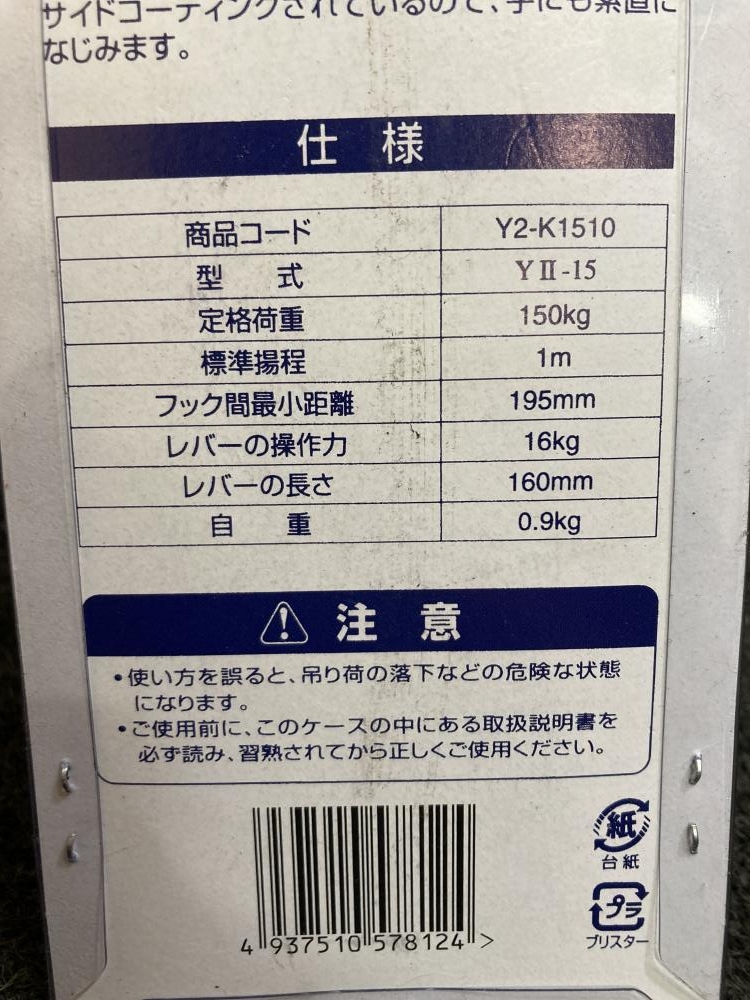 サイドコーティングされているので、手にも素直に
なじみます。
仕 様
商品コード Y2-K1510
型 式 YⅡ-15
定格荷重 150kg
標準揚程 1m
フック間最小距離 195mm
レバーの操作力 16kg
レバーの長さ 160mm
自 重 0.9kg
注 意
・使い方を誤ると、吊り荷の落下などの危険な状態
になります。
・ご使用前に、このケースの中にある取扱説明書を
必ず読み、習熟されてから正しくご使用ください。
紙
台紙
プラ
ブリスター
4 937510 578124 >